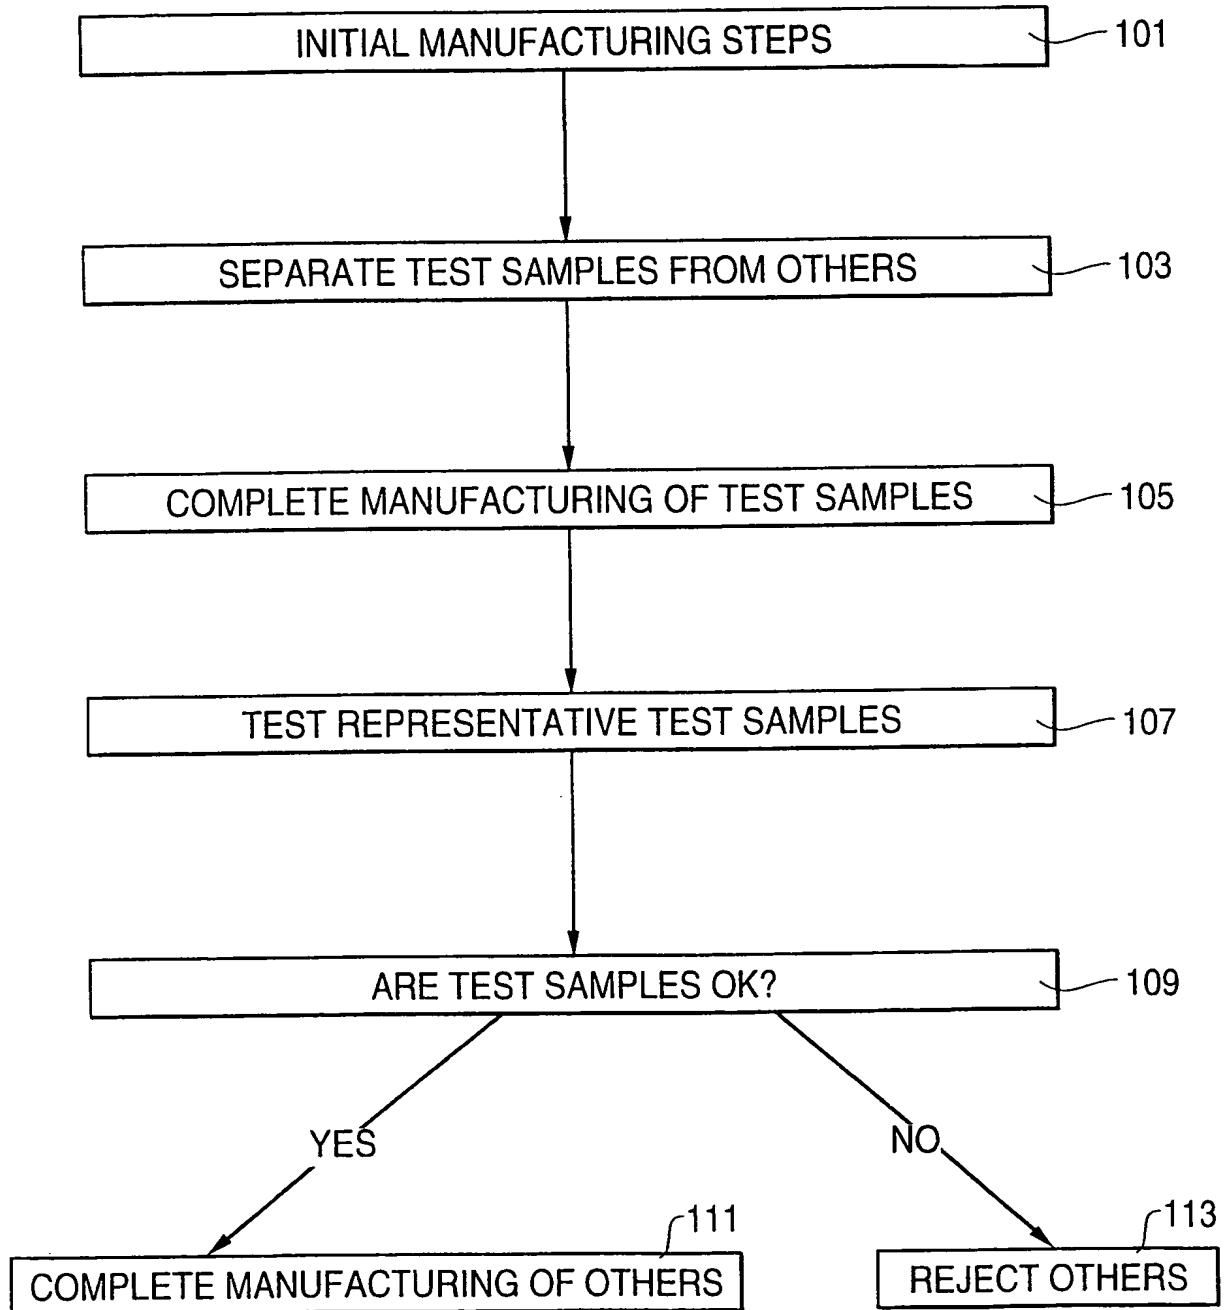 INITIAL MANUFACTURING STEPS
101
SEPARATE TEST SAMPLES FROM OTHERS
103
COMPLETE MANUFACTURING OF TEST SAMPLES
105
TEST REPRESENTATIVE TEST SAMPLES
107
ARE TEST SAMPLES OK?
109
YES
NO
111
COMPLETE MANUFACTURING OF OTHERS
113
REJECT OTHERS